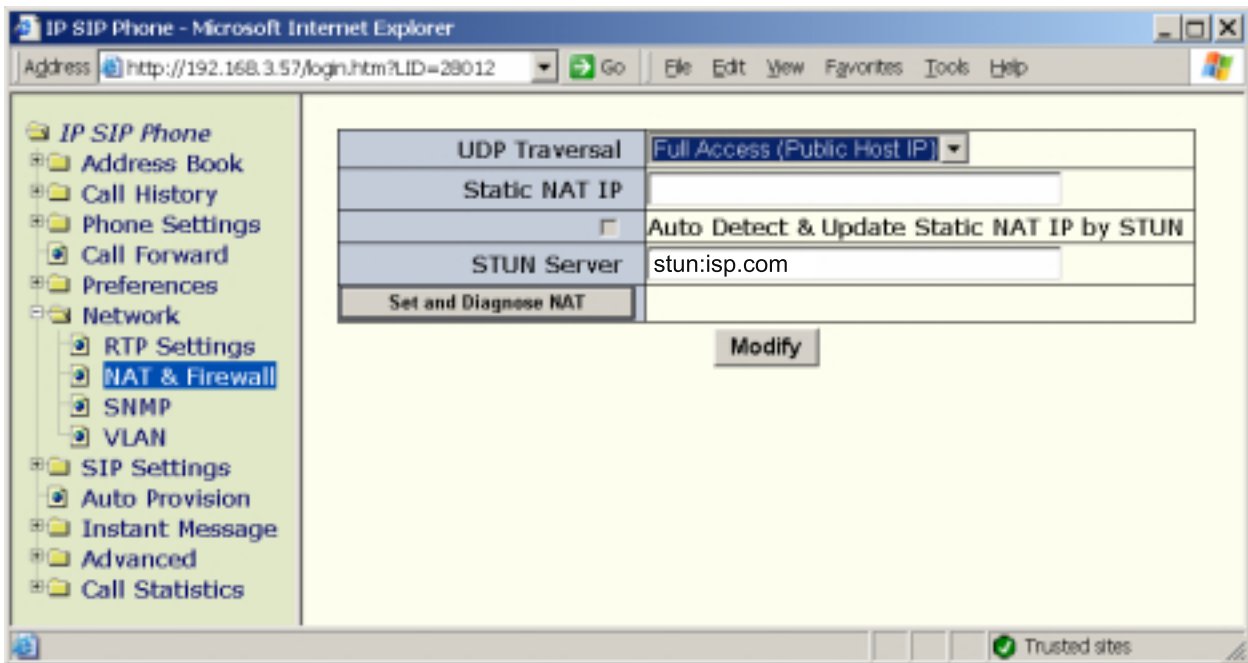 IP SIP Phone - Microsoft Internet Explorer
Address http://192.168.3.57/login.htm?LID=28012 Go File Edit View Favorites Tools Help
IP SIP Phone
Address Book
Call History
Phone Settings
Call Forward
Preferences
Network
RTP Settings
NAT & Firewall
SNMP
VLAN
SIP Settings
Auto Provision
Instant Message
Advanced
Call Statistics
UDP Traversal Full Access (Public Host IP)
Static NAT IP
Auto Detect & Update Static NAT IP by STUN
STUN Server stun:isp.com
Set and Diagnose NAT
Modify
Trusted sites